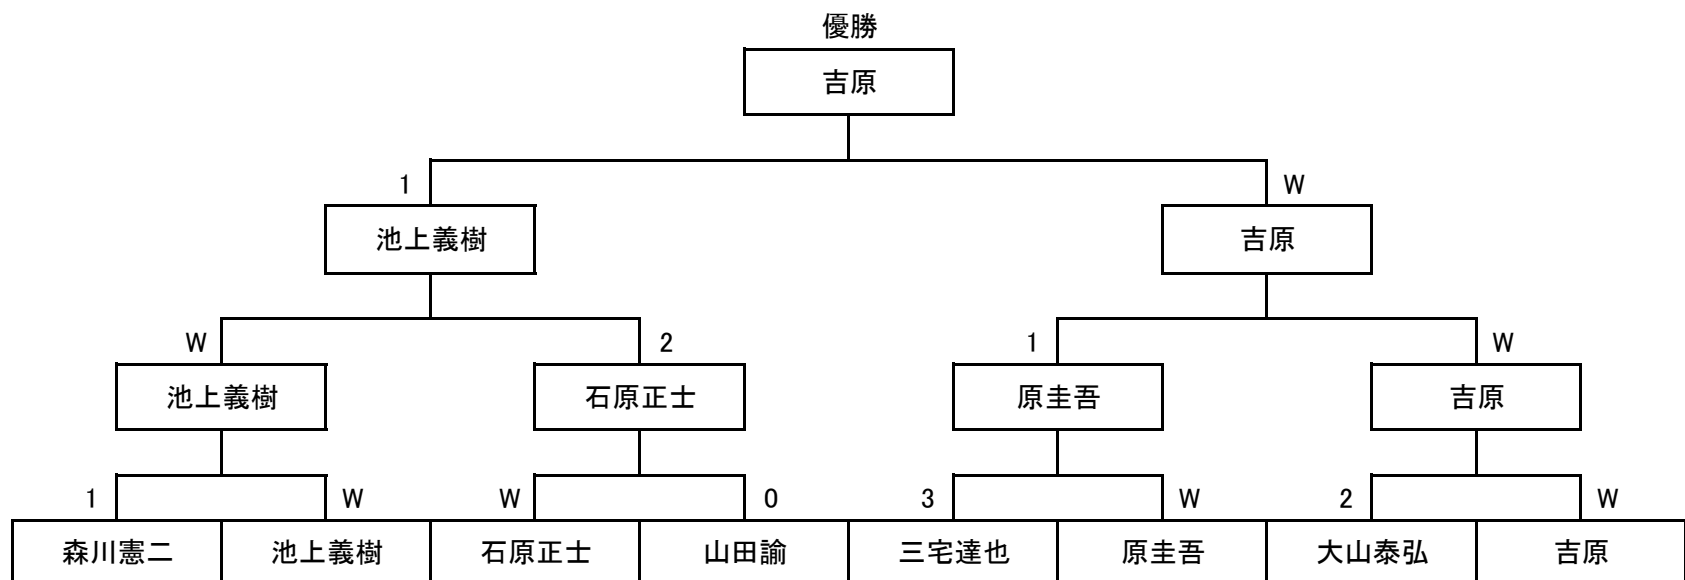 優勝
吉原
1 W
池上義樹 吉原
W 2 1 W
池上義樹 石原正士 原圭吾 吉原
1 W W 0 3 W 2 W
森川憲二 池上義樹 石原正士 山田諭 三宅達也 原圭吾 大山泰弘 吉原